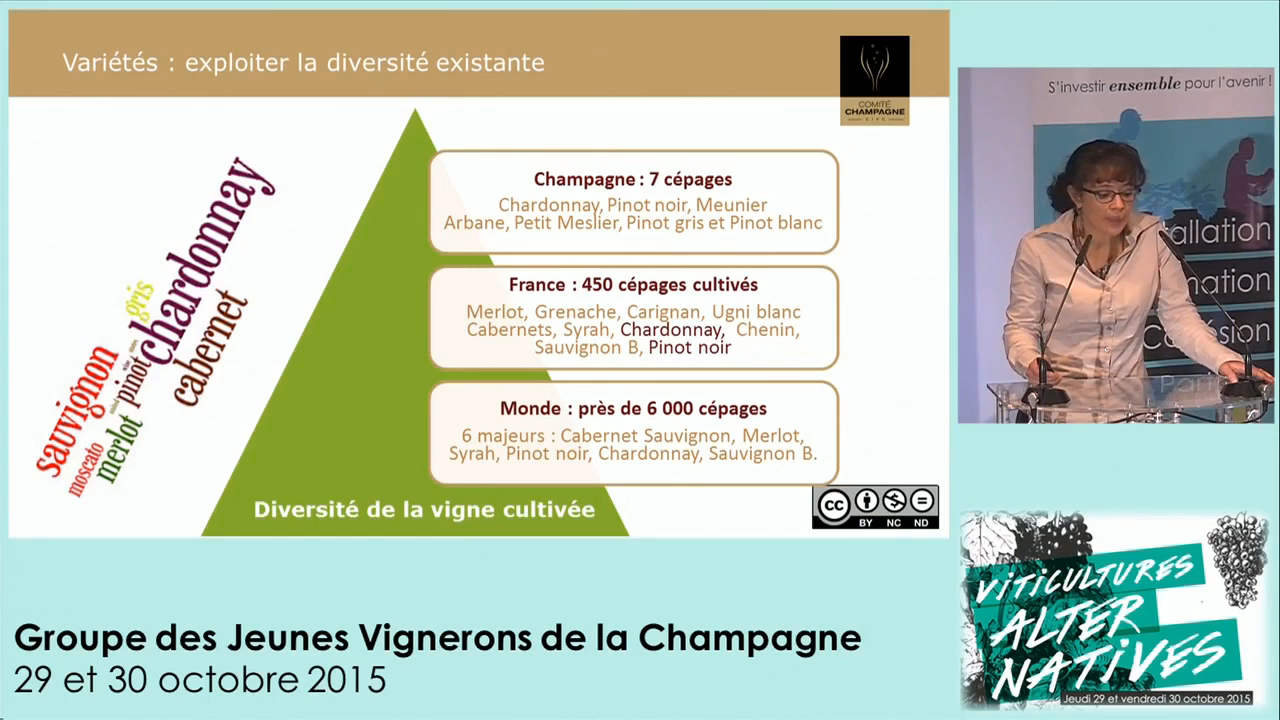 Variétés : exploiter la diversité existante
COMITÉ
CHAMPAGNE
Champagne : 7 cépages
Chardonnay, Pinot noir, Meunier
Arbane, Petit Meslier, Pinot gris et Pinot blanc
France : 450 cépages cultivés
Merlot, Grenache, Carignan, Ugni blanc
Cabernets, Syrah, Chardonnay, Chenin,
Sauvignon B, Pinot noir
Monde : près de 6 000 cépages
6 majeurs : Cabernet Sauvignon, Merlot,
Syrah, Pinot noir, Chardonnay, Sauvignon B.
chardonnay
gris
cabernet
pinot
sauvignon
merlot
moscato
Diversité de la vigne cultivée
cc
BY NC ND
S'investir ensemble pour l'avenir !
tallation
mation
Cohésion
Groupe des Jeunes Vignerons de la Champagne
29 et 30 octobre 2015
VITICULTURES
ALTER
NATIVES
Jeudi 29 et vendredi 30 octobre 2015